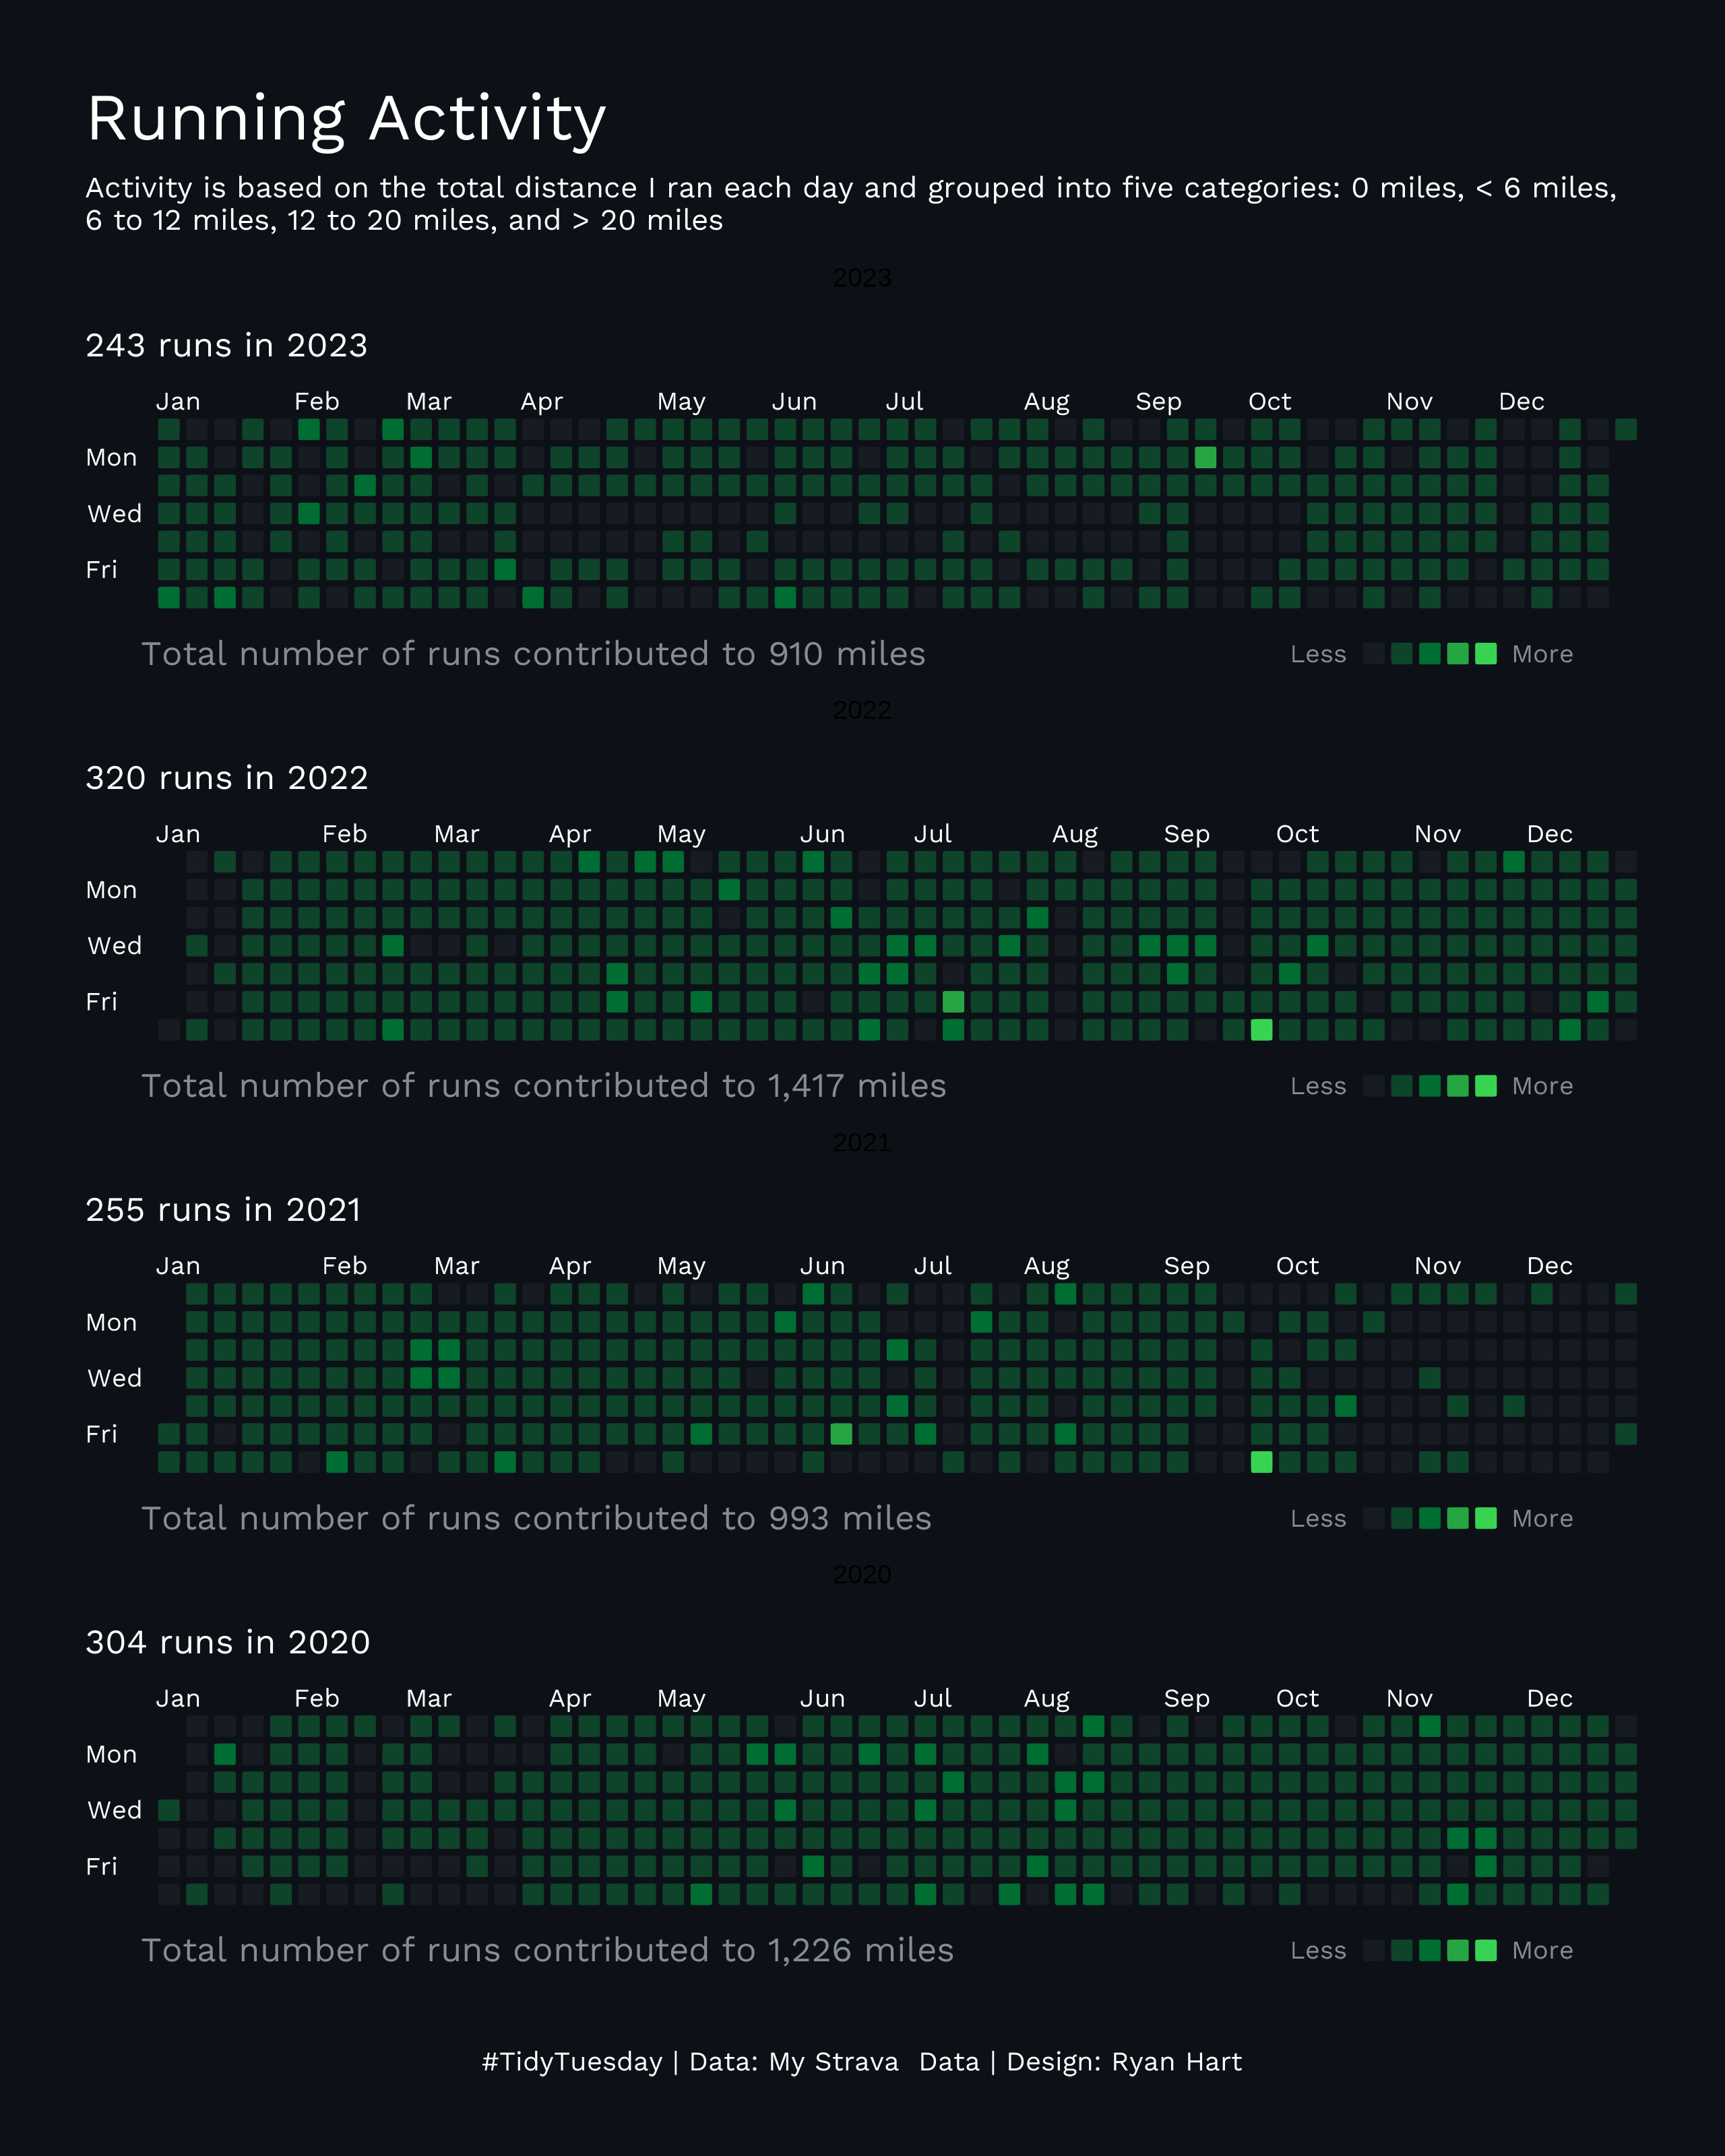 Running Activity
Activity is based on the total distance I ran each day and grouped into five categories: 0 miles, < 6 miles,
6 to 12 miles, 12 to 20 miles, and > 20 miles
2023
243 runs in 2023
Jan Feb Mar Apr May Jun Jul Aug Sep Oct Nov Dec
Mon
Wed
Fri
Total number of runs contributed to 910 miles
Less More
2022
320 runs in 2022
Jan Feb Mar Apr May Jun Jul Aug Sep Oct Nov Dec
Mon
Wed
Fri
Total number of runs contributed to 1,417 miles
Less More
2021
255 runs in 2021
Jan Feb Mar Apr May Jun Jul Aug Sep Oct Nov Dec
Mon
Wed
Fri
Total number of runs contributed to 993 miles
Less More
2020
304 runs in 2020
Jan Feb Mar Apr May Jun Jul Aug Sep Oct Nov Dec
Mon
Wed
Fri
Total number of runs contributed to 1,226 miles
Less More
#TidyTuesday | Data: My Strava  Data | Design: Ryan Hart